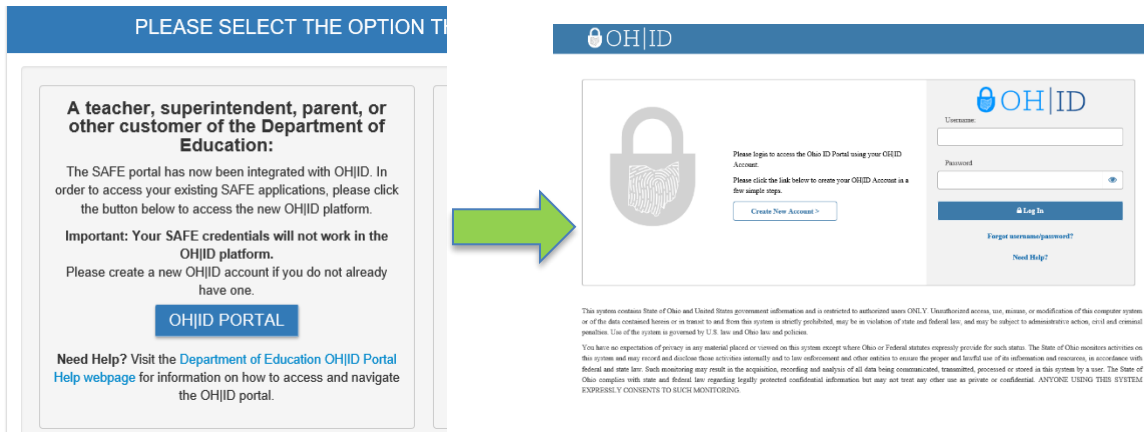 PLEASE SELECT THE OPTION TH
A teacher, superintendent, parent, or
other customer of the Department of
Education:
The SAFE portal has now been integrated with OH|ID. In
order to access your existing SAFE applications, please click
the button below to access the new OH|ID platform.
Important: Your SAFE credentials will not work in the
OH|ID platform.
Please create a new OH|ID account if you do not already
have one.
OH|ID PORTAL
Need Help? Visit the Department of Education OH|ID Portal
Help webpage for information on how to access and navigate
the OH|ID portal.
OH|ID
Please login to access the Ohio ID Portal using your OH|ID
Account.
Please click the link below to create your OH|ID Account in a
few simple steps.
Create New Account >
OH|ID
Username:
Password
Log In
Forgot username/password?
Need Help?
This system contains State of Ohio and United States government information and is restricted to authorized users ONLY. Unauthorized access, use, misuse, or modification of this computer system
or of the data contained herein or in transit to and from this system is strictly prohibited, may be in violation of state and federal law, and may be subject to administrative action, civil and criminal
penalties. Use of the system is governed by U.S. law and Ohio law and policies.
You have no expectation of privacy in any material placed or viewed on this system except where Ohio or Federal statutes expressly provide for such status. The State of Ohio monitors activities on
this system and may record and disclose those activities internally and to law enforcement and other entities to ensure the proper and lawful use of its information and resources, in accordance with
federal and state law. Such monitoring may result in the acquisition, recording and analysis of all data being communicated, transmitted, processed or stored in this system by a user. The State of
Ohio complies with state and federal law regarding legally protected confidential information but may not treat any other use as private or confidential. ANYONE USING THIS SYSTEM
EXPRESSLY CONSENTS TO SUCH MONITORING.